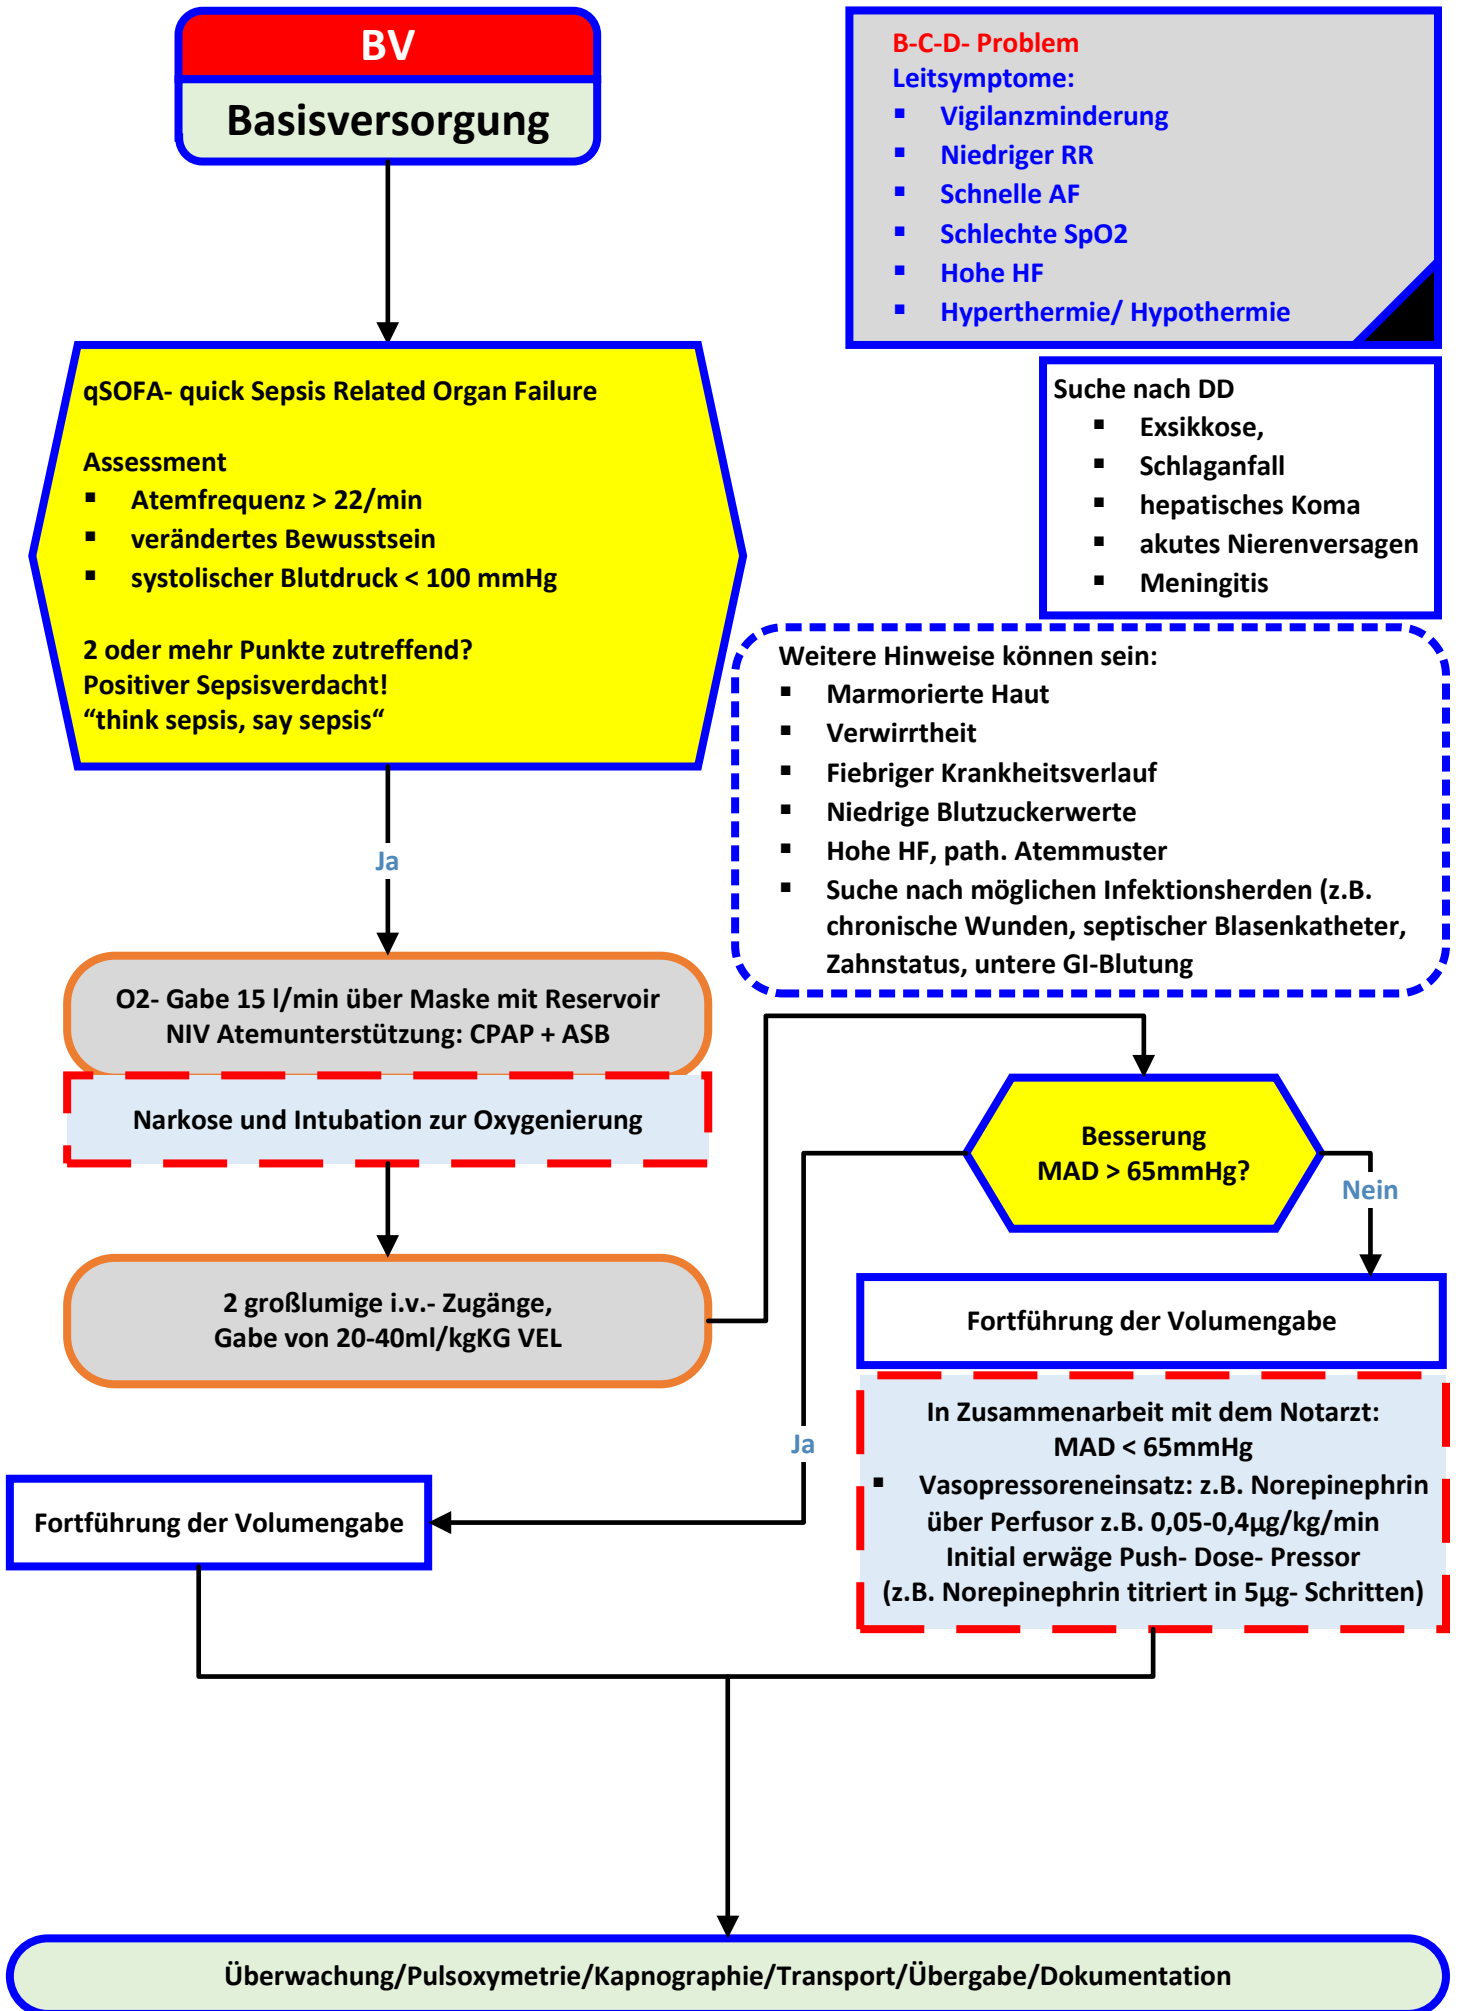 BV
Basisversorgung
B-C-D- Problem
Leitsymptome:
▪ Vigilanzminderung
▪ Niedriger RR
▪ Schnelle AF
▪ Schlechte SpO2
▪ Hohe HF
▪ Hyperthermie/ Hypothermie
qSOFA- quick Sepsis Related Organ Failure
Assessment
▪ Atemfrequenz > 22/min
▪ verändertes Bewusstsein
▪ systolischer Blutdruck < 100 mmHg
2 oder mehr Punkte zutreffend?
Positiver Sepsisverdacht!
“think sepsis, say sepsis“
Suche nach DD
▪ Exsikkose,
▪ Schlaganfall
▪ hepatisches Koma
▪ akutes Nierenversagen
▪ Meningitis
Weitere Hinweise können sein:
▪ Marmorierte Haut
▪ Verwirrtheit
▪ Fiebriger Krankheitsverlauf
▪ Niedrige Blutzuckerwerte
▪ Hohe HF, path. Atemmuster
▪ Suche nach möglichen Infektionsherden (z.B.
chronische Wunden, septischer Blasenkatheter,
Zahnstatus, untere GI-Blutung
Ja
O2- Gabe 15 l/min über Maske mit Reservoir
NIV Atemunterstützung: CPAP + ASB
Narkose und Intubation zur Oxygenierung
2 großlumige i.v.- Zugänge,
Gabe von 20-40ml/kgKG VEL
Besserung
MAD > 65mmHg?
Nein
Fortführung der Volumengabe
In Zusammenarbeit mit dem Notarzt:
MAD < 65mmHg
▪ Vasopressoreneinsatz: z.B. Norepinephrin
über Perfusor z.B. 0,05-0,4µg/kg/min
Initial erwäge Push- Dose- Pressor
(z.B. Norepinephrin titriert in 5µg- Schritten)
Ja
Fortführung der Volumengabe
Überwachung/Pulsoxymetrie/Kapnographie/Transport/Übergabe/Dokumentation